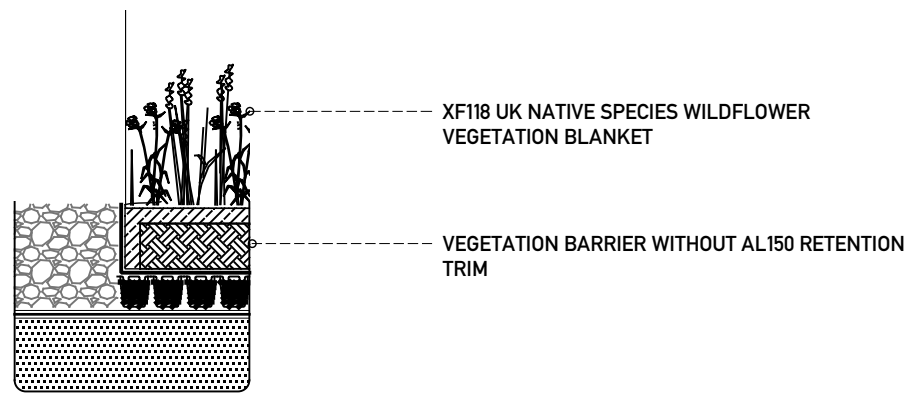 XF118 UK NATIVE SPECIES WILDFLOWER
VEGETATION BLANKET
VEGETATION BARRIER WITHOUT AL150 RETENTION
TRIM